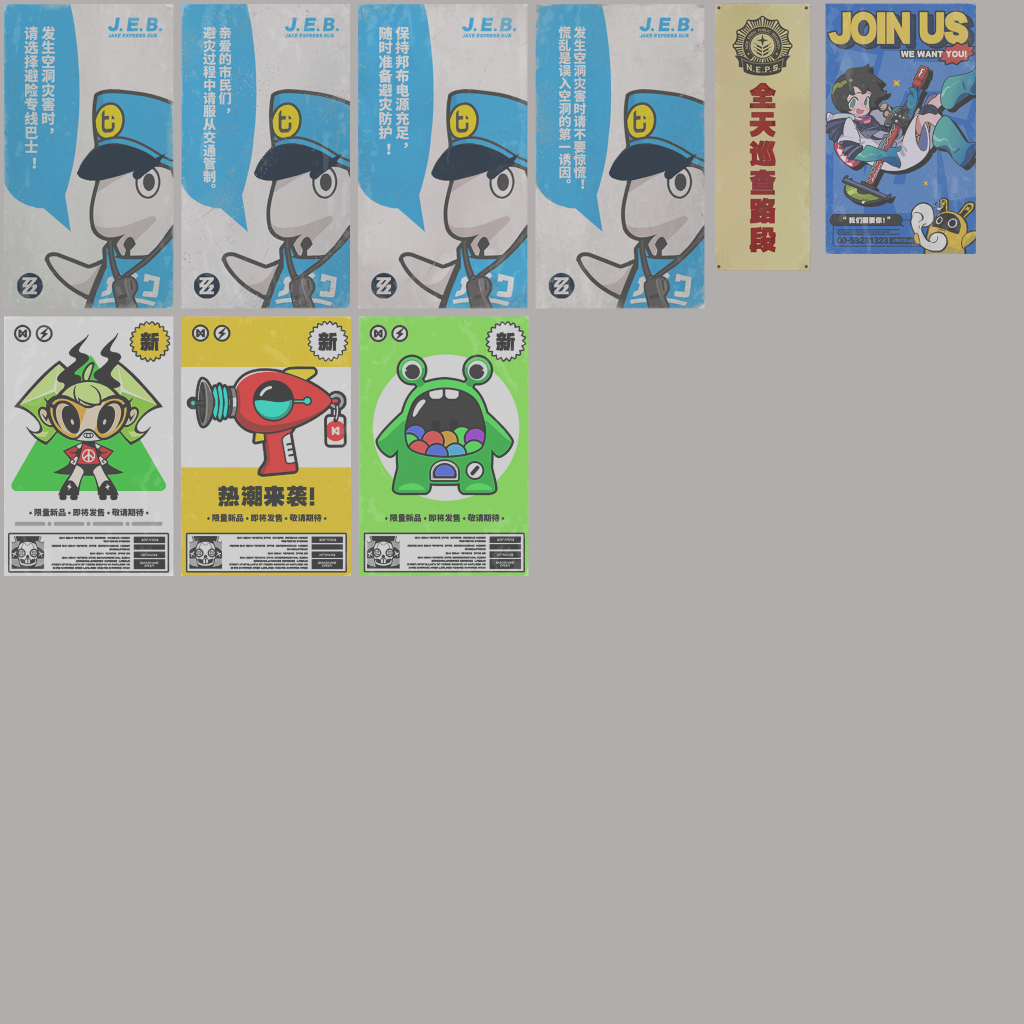 J.E.B.
JAKE EXPRESS BUS
发生空洞灾害时，
请选择避险专线巴士！
J.E.B.
JAKE EXPRESS BUS
亲爱的市民们，
避灾过程中请服从交通管制。
J.E.B.
JAKE EXPRESS BUS
保持邦布电源充足，
随时准备避灾防护！
J.E.B.
JAKE EXPRESS BUS
发生空洞灾害时请不要惊慌！
慌乱是误入空洞的第一诱因。
N.E.P.S.
全天巡查路段
JOIN US
WE WANT YOU!
“我们需要你！”
00-53231323
新
•限量新品•即将发售•敬请期待•
新
热潮来袭!
•限量新品•即将发售•敬请期待•
新
•限量新品•即将发售•敬请期待•